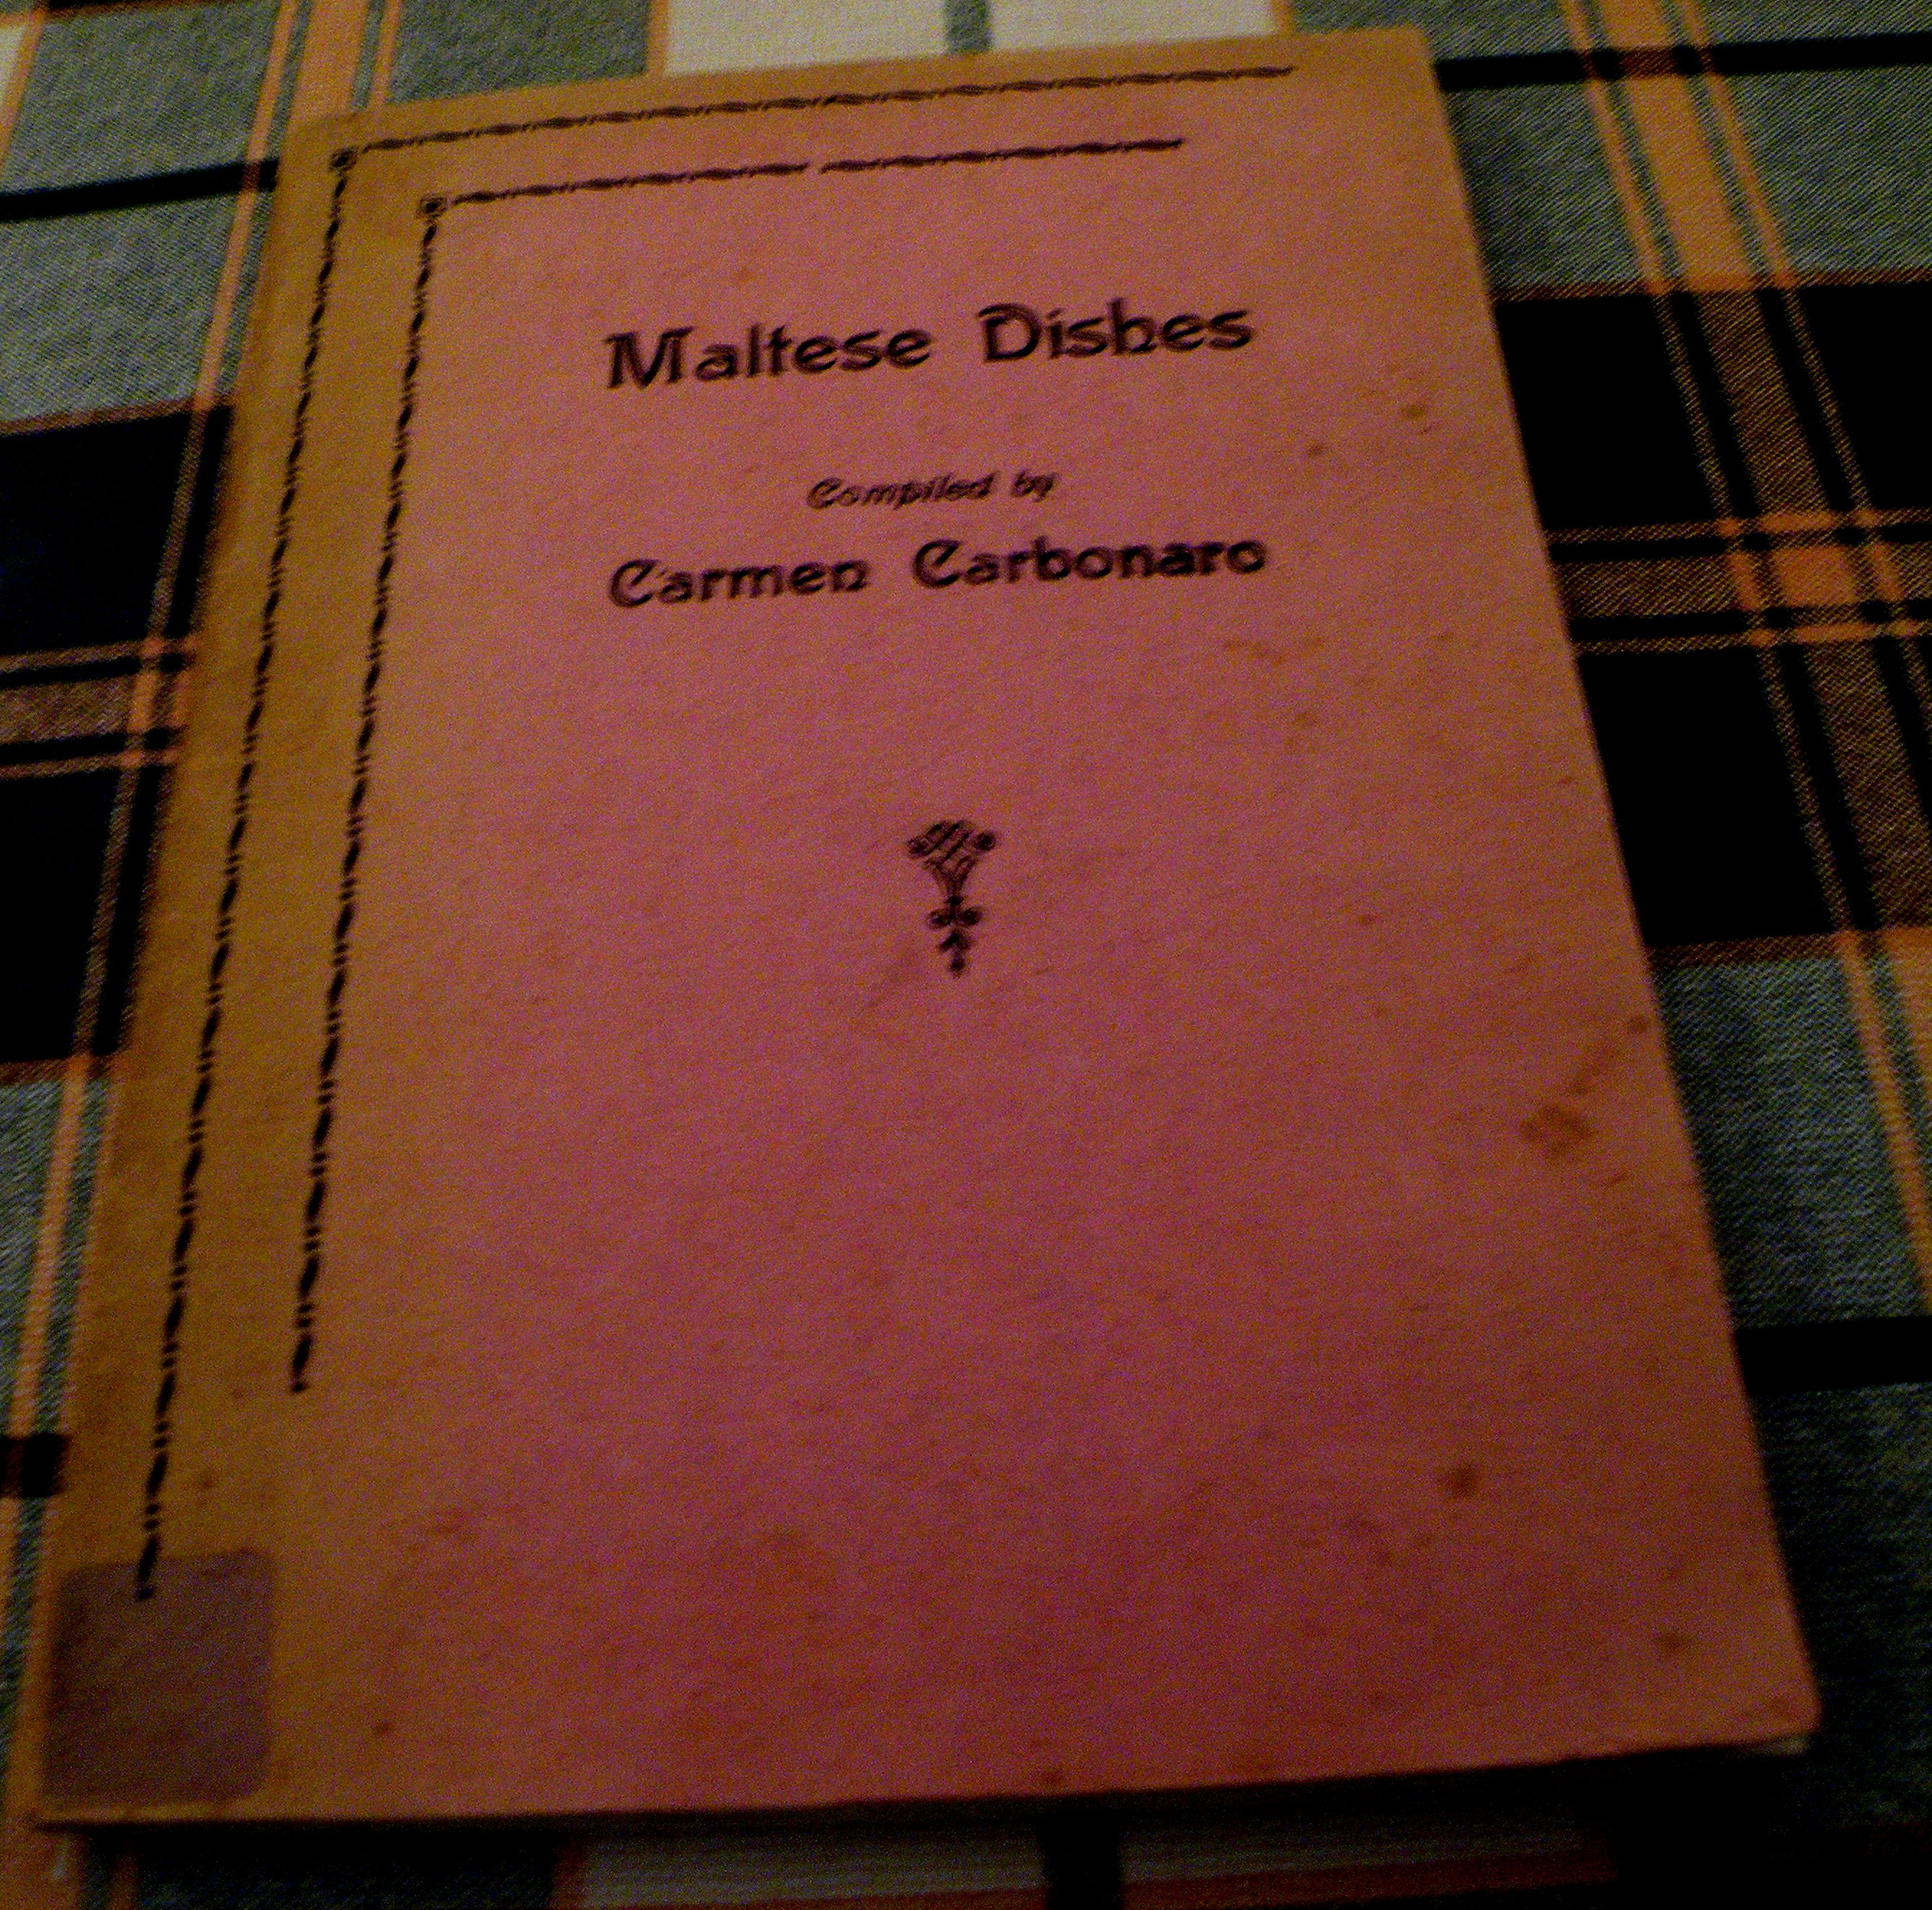 Maltese Dishes
Compiled by
Carmen Carbonaro